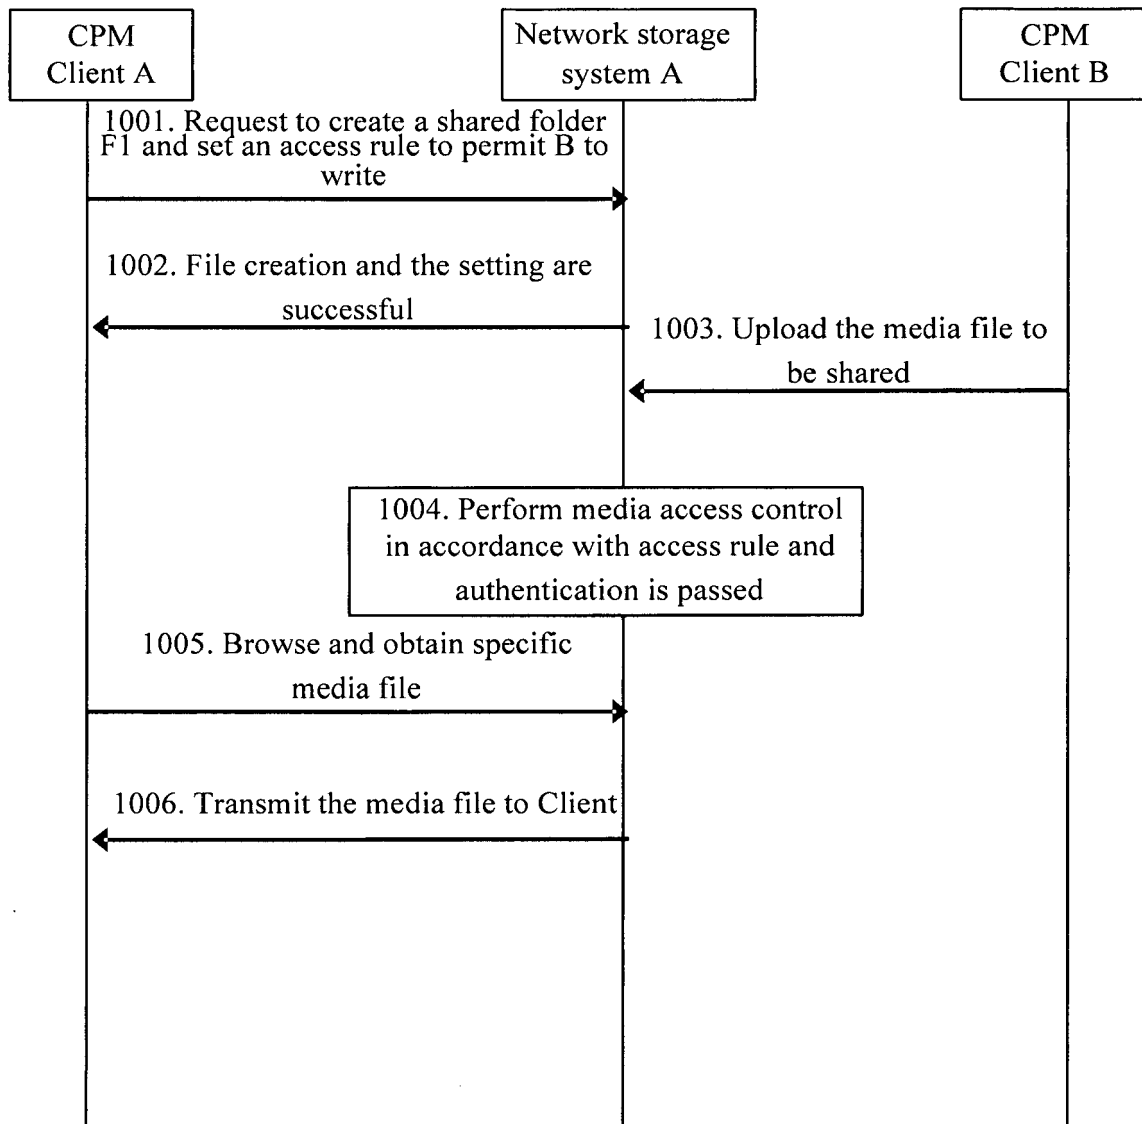 CPM
Client A
Network storage
system A
CPM
Client B
1001. Request to create a shared folder
F1 and set an access rule to permit B to
write
1002. File creation and the setting are
successful
1003. Upload the media file to
be shared
1004. Perform media access control
in accordance with access rule and
authentication is passed
1005. Browse and obtain specific
media file
1006. Transmit the media file to Client